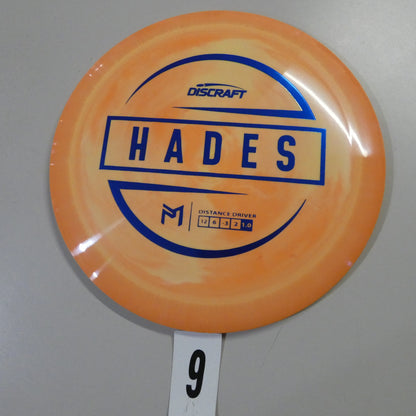 DISCRAFT
HADES
DISTANCE DRIVER
12 6 -3 2 1.0
9